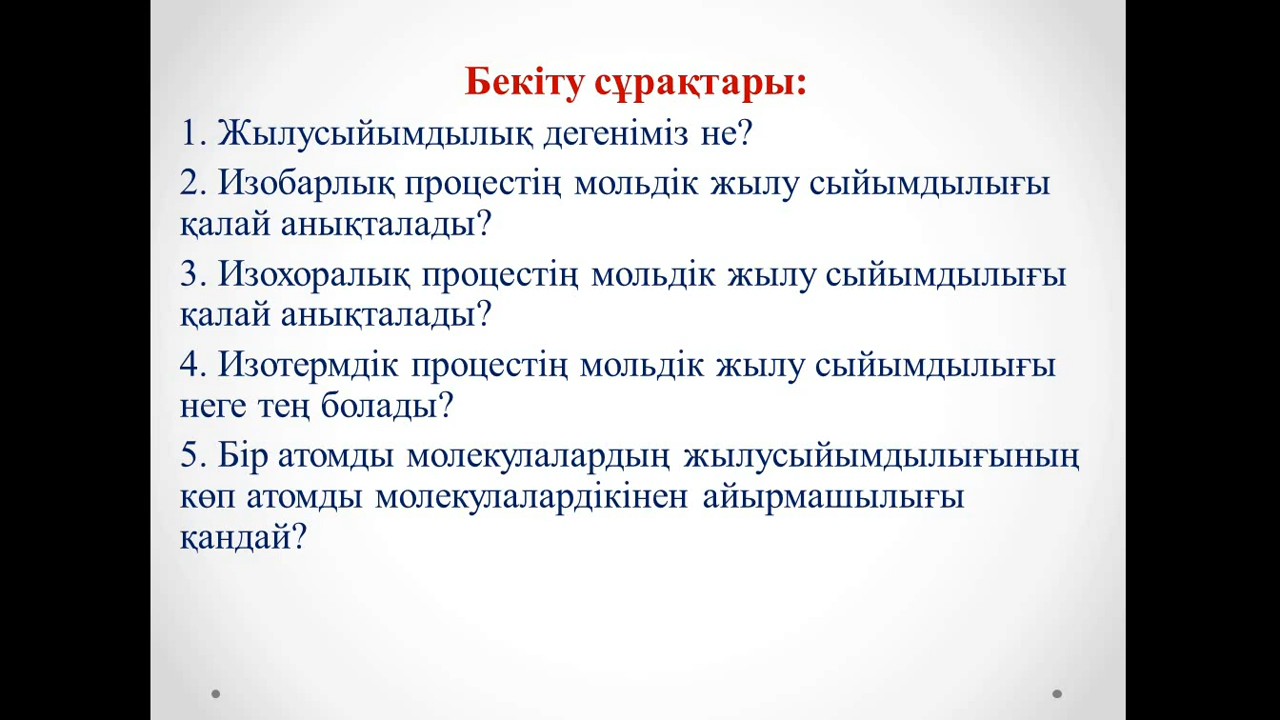 Бекіту сұрақтары:
1. Жылусыйымдылық дегеніміз не?
2. Изобарлық процестің мольдік жылу сыйымдылығы
қалай анықталады?
3. Изохоралық процестің мольдік жылу сыйымдылығы
қалай анықталады?
4. Изотермдік процестің мольдік жылу сыйымдылығы
неге тең болады?
5. Бір атомды молекулалардың жылусыйымдылығының
көп атомды молекулалардікінен айырмашылығы
қандай?